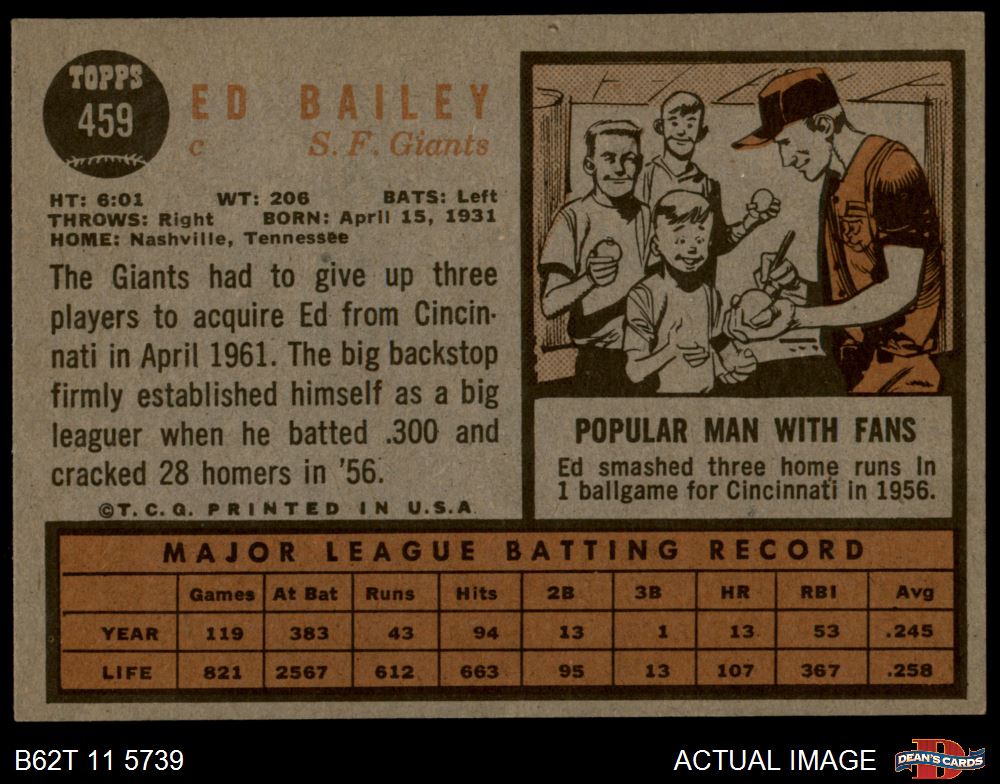 TOPPS
459
ED BAILEY
c S. F. Giants
HT: 6:01 WT: 206 BATS: Left
THROWS: Right BORN: April 15, 1931
HOME: Nashville, Tennessee
The Giants had to give up three
players to acquire Ed from Cincin-
nati in April 1961. The big backstop
firmly established himself as a big
leaguer when he batted .300 and
cracked 28 homers in '56.
©T. C. G. PRINTED IN U.S.A
POPULAR MAN WITH FANS
Ed smashed three home runs in
1 ballgame for Cincinnati in 1956.
MAJOR LEAGUE BATTING RECORD
Games At Bat Runs Hits 2B 3B HR RBI Avg
YEAR 119 383 43 94 13 1 13 53 .245
LIFE 821 2567 612 663 95 13 107 367 .258
B62T 11 5739 ACTUAL IMAGE D DEAN'S CARDS